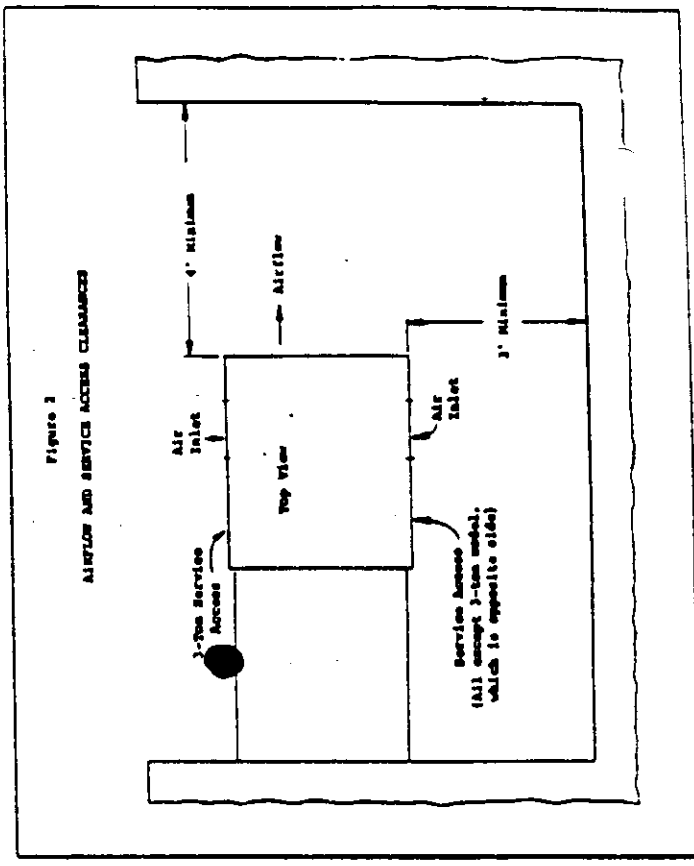 Figure 2
AIRFLOW AND SERVICE ACCESS CLEARANCES
4' Minimum
Airflow
Air
Inlet
3-Ton Service
Access
Top View
Air
Inlet
3' Minimum
Service Access
(All except 3-ton model,
which is opposite side)